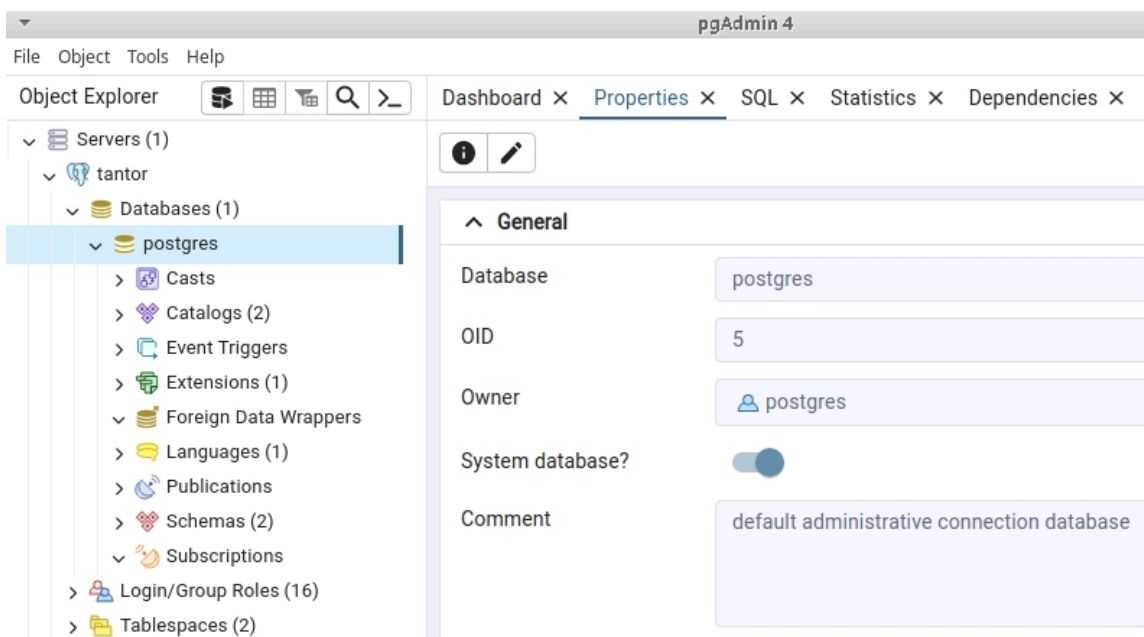 pgAdmin 4
File Object Tools Help
Object Explorer
Dashboard Properties SQL Statistics Dependencies
Servers (1)
tantor
Databases (1)
postgres
Casts
Catalogs (2)
Event Triggers
Extensions (1)
Foreign Data Wrappers
Languages (1)
Publications
Schemas (2)
Subscriptions
Login/Group Roles (16)
Tablespaces (2)
General
Database postgres
OID 5
Owner postgres
System database?
Comment default administrative connection database